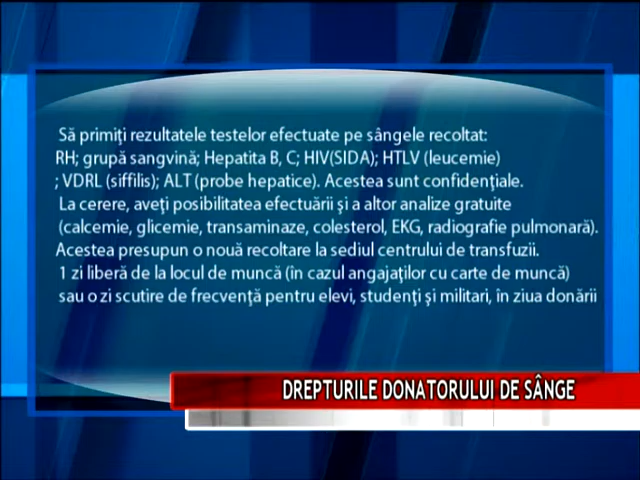 Să primiţi rezultatele testelor efectuate pe sângele recoltat:
RH; grupă sangvină; Hepatita B, C; HIV(SIDA); HTLV (leucemie)
; VDRL (siffilis); ALT (probe hepatice). Acestea sunt confidenţiale.
La cerere, aveţi posibilitatea efectuării şi a altor analize gratuite
(calcemie, glicemie, transaminaze, colesterol, EKG, radiografie pulmonară).
Acestea presupun o nouă recoltare la sediul centrului de transfuzii.
1 zi liberă de la locul de muncă (în cazul angajaţilor cu carte de muncă)
sau o zi scutire de frecvenţă pentru elevi, studenţi şi militari, în ziua donării
DREPTURILE DONATORULUI DE SÂNGE